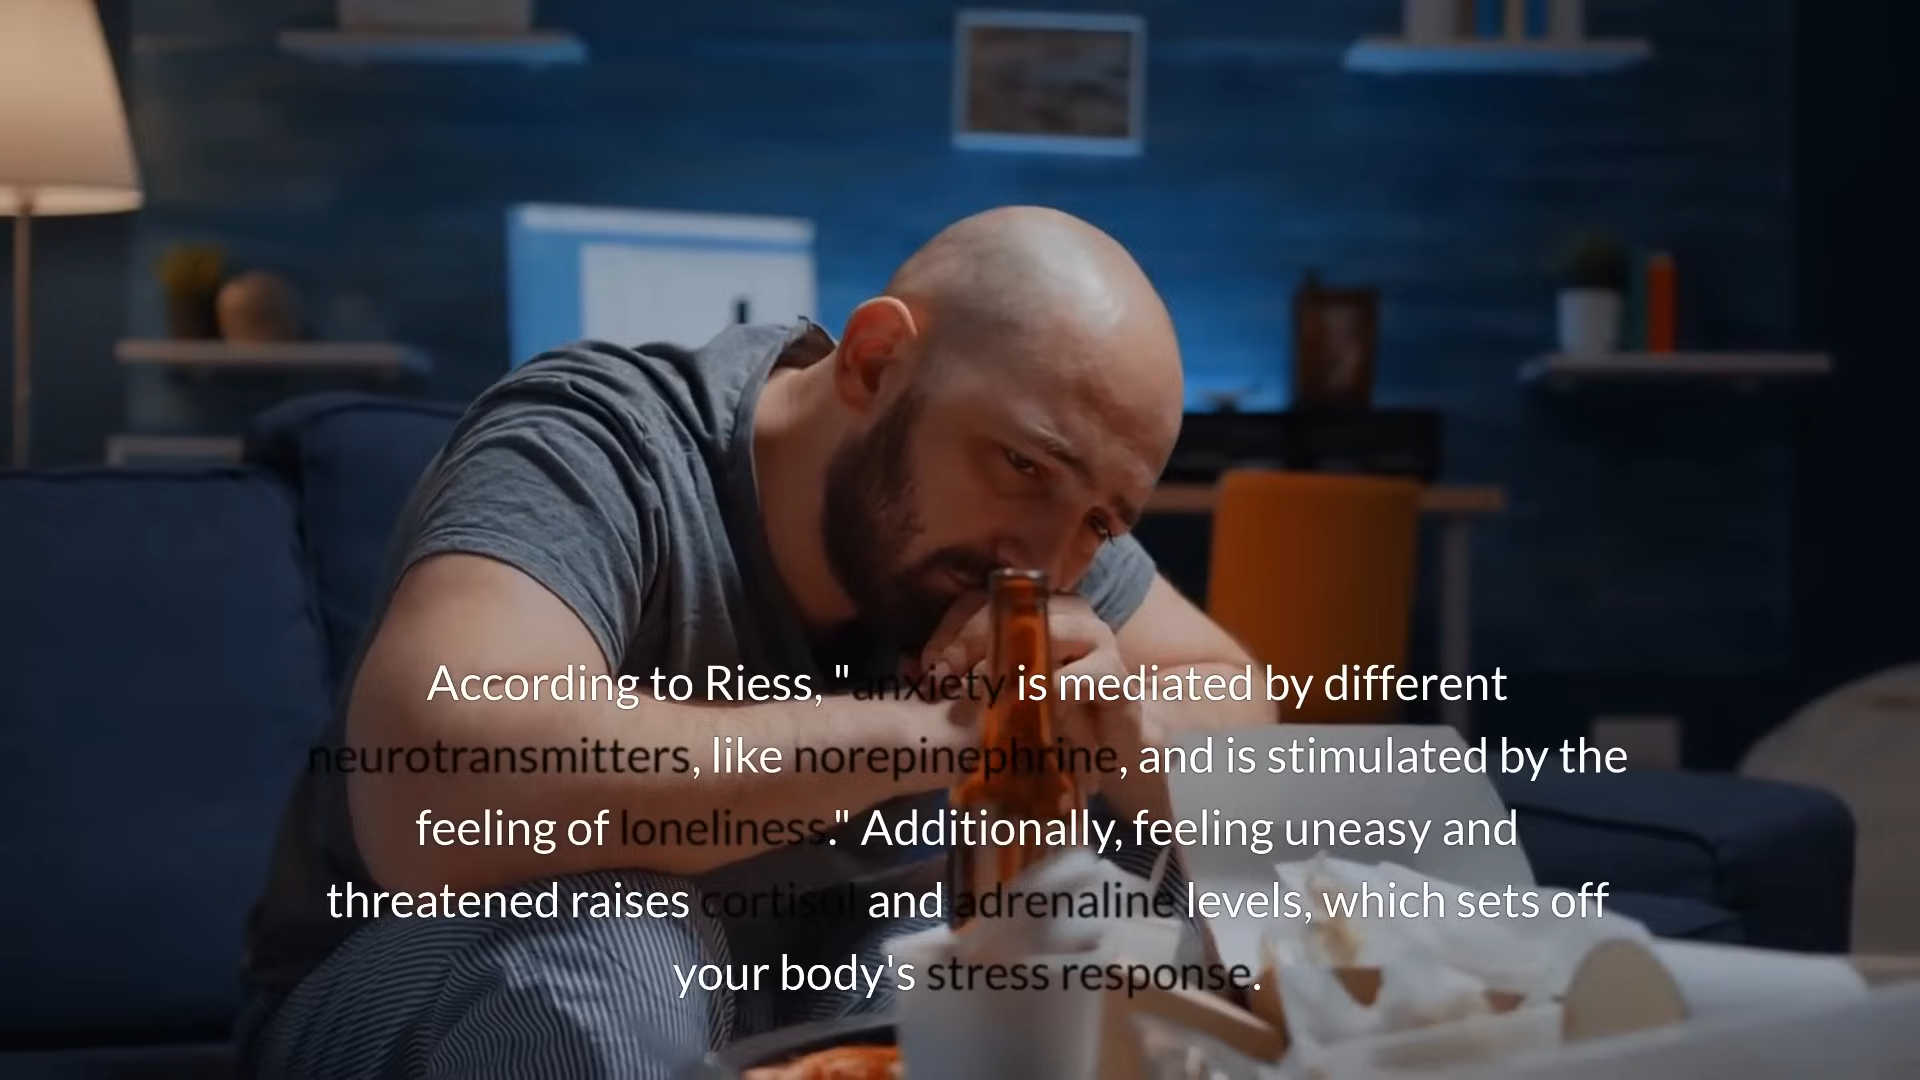 According to Riess, "anxiety is mediated by different
neurotransmitters, like norepinephrine, and is stimulated by the
feeling of loneliness." Additionally, feeling uneasy and
threatened raises cortisol and adrenaline levels, which sets off
your body's stress response.